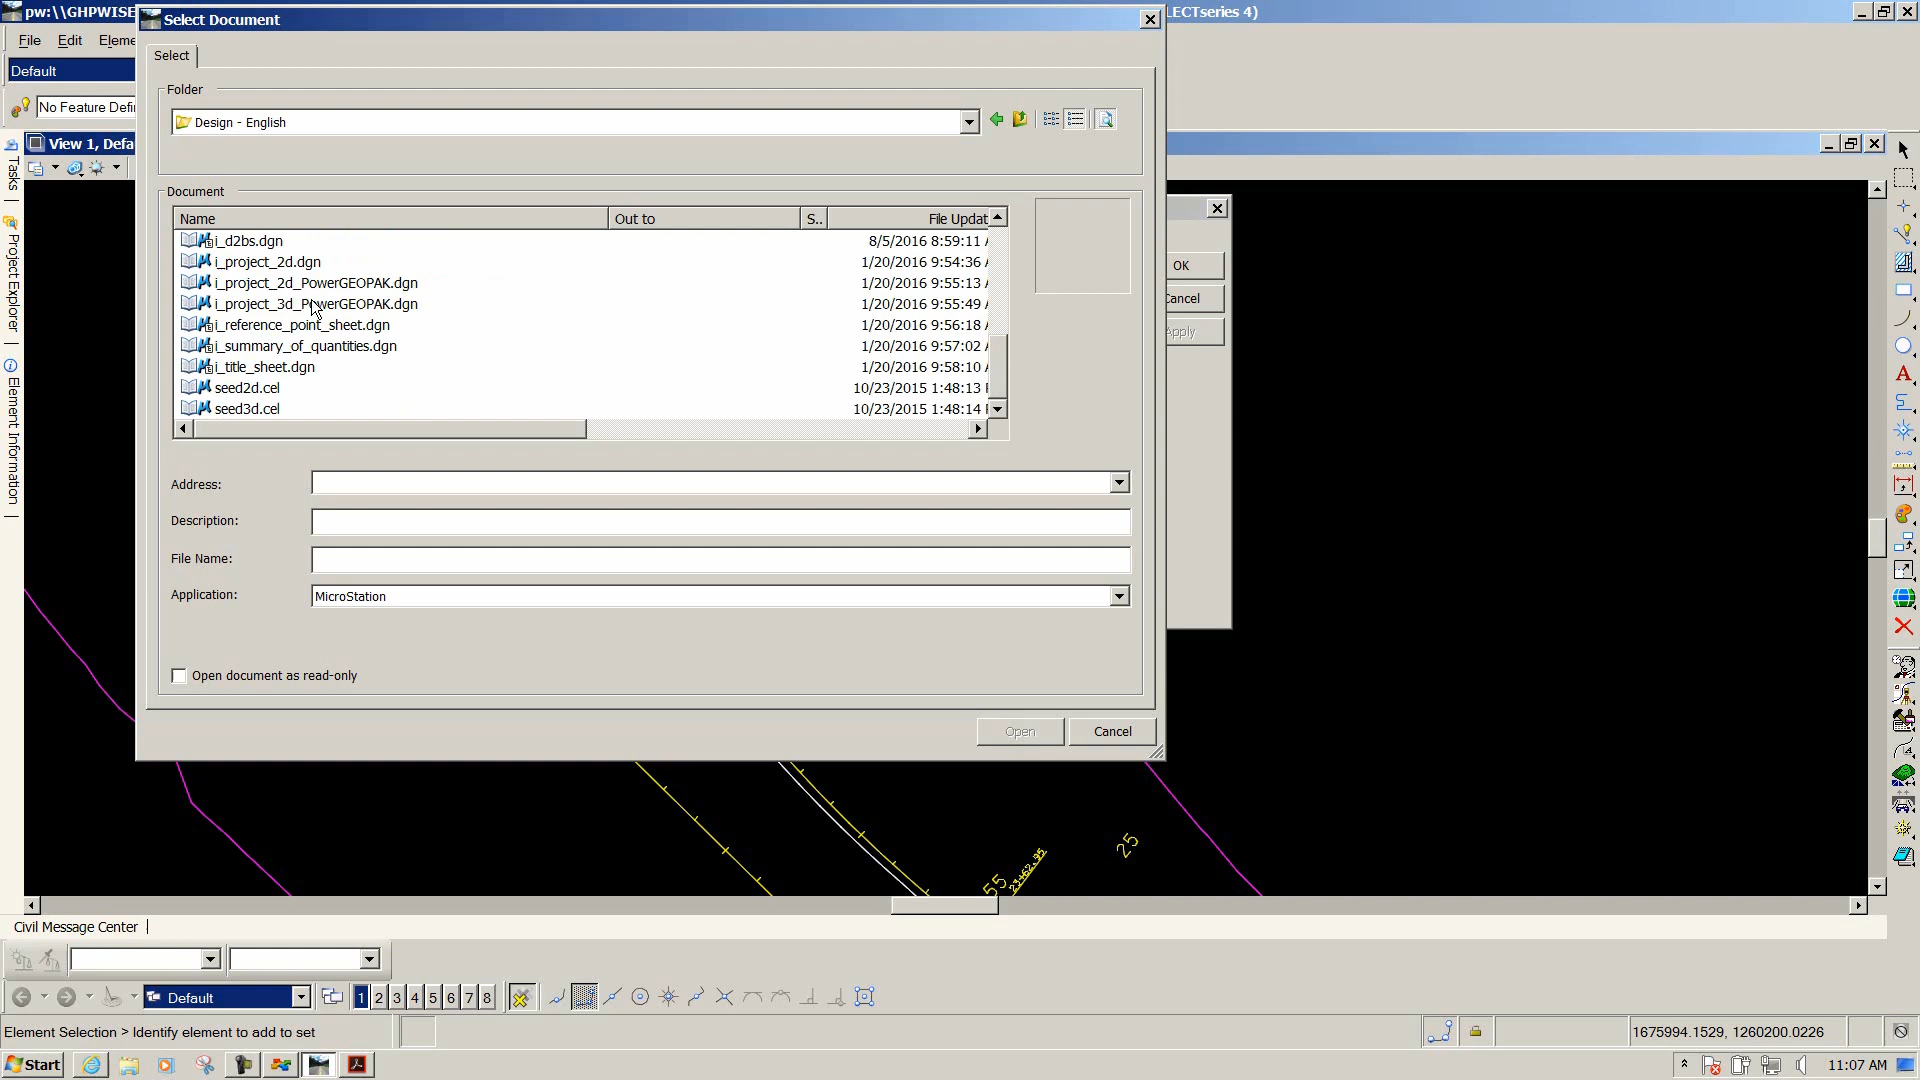 pw:\\GHPWISE
Select Document
LECTseries 4)
File Edit Eleme
Select
Default
Folder
No Feature Defi
Design - English
View 1, Defa
Document
Name Out to S.. File Updat
i_d2bs.dgn 8/5/2016 8:59:11
i_project_2d.dgn 1/20/2016 9:54:36
i_project_2d_PowerGEOPAK.dgn 1/20/2016 9:55:13
i_project_3d_PowerGEOPAK.dgn 1/20/2016 9:55:49
i_reference_point_sheet.dgn 1/20/2016 9:56:18
i_summary_of_quantities.dgn 1/20/2016 9:57:02
i_title_sheet.dgn 1/20/2016 9:58:10
seed2d.cel 10/23/2015 1:48:13
seed3d.cel 10/23/2015 1:48:14
OK
Cancel
Apply
Tasks
Project Explorer
Element Information
Address:
Description:
File Name:
Application: MicroStation
Open document as read-only
Open Cancel
55
23+62.95
25
Civil Message Center
Default 1 2 3 4 5 6 7 8
Element Selection > Identify element to add to set
1675994.1529, 1260200.0226
Start
11:07 AM